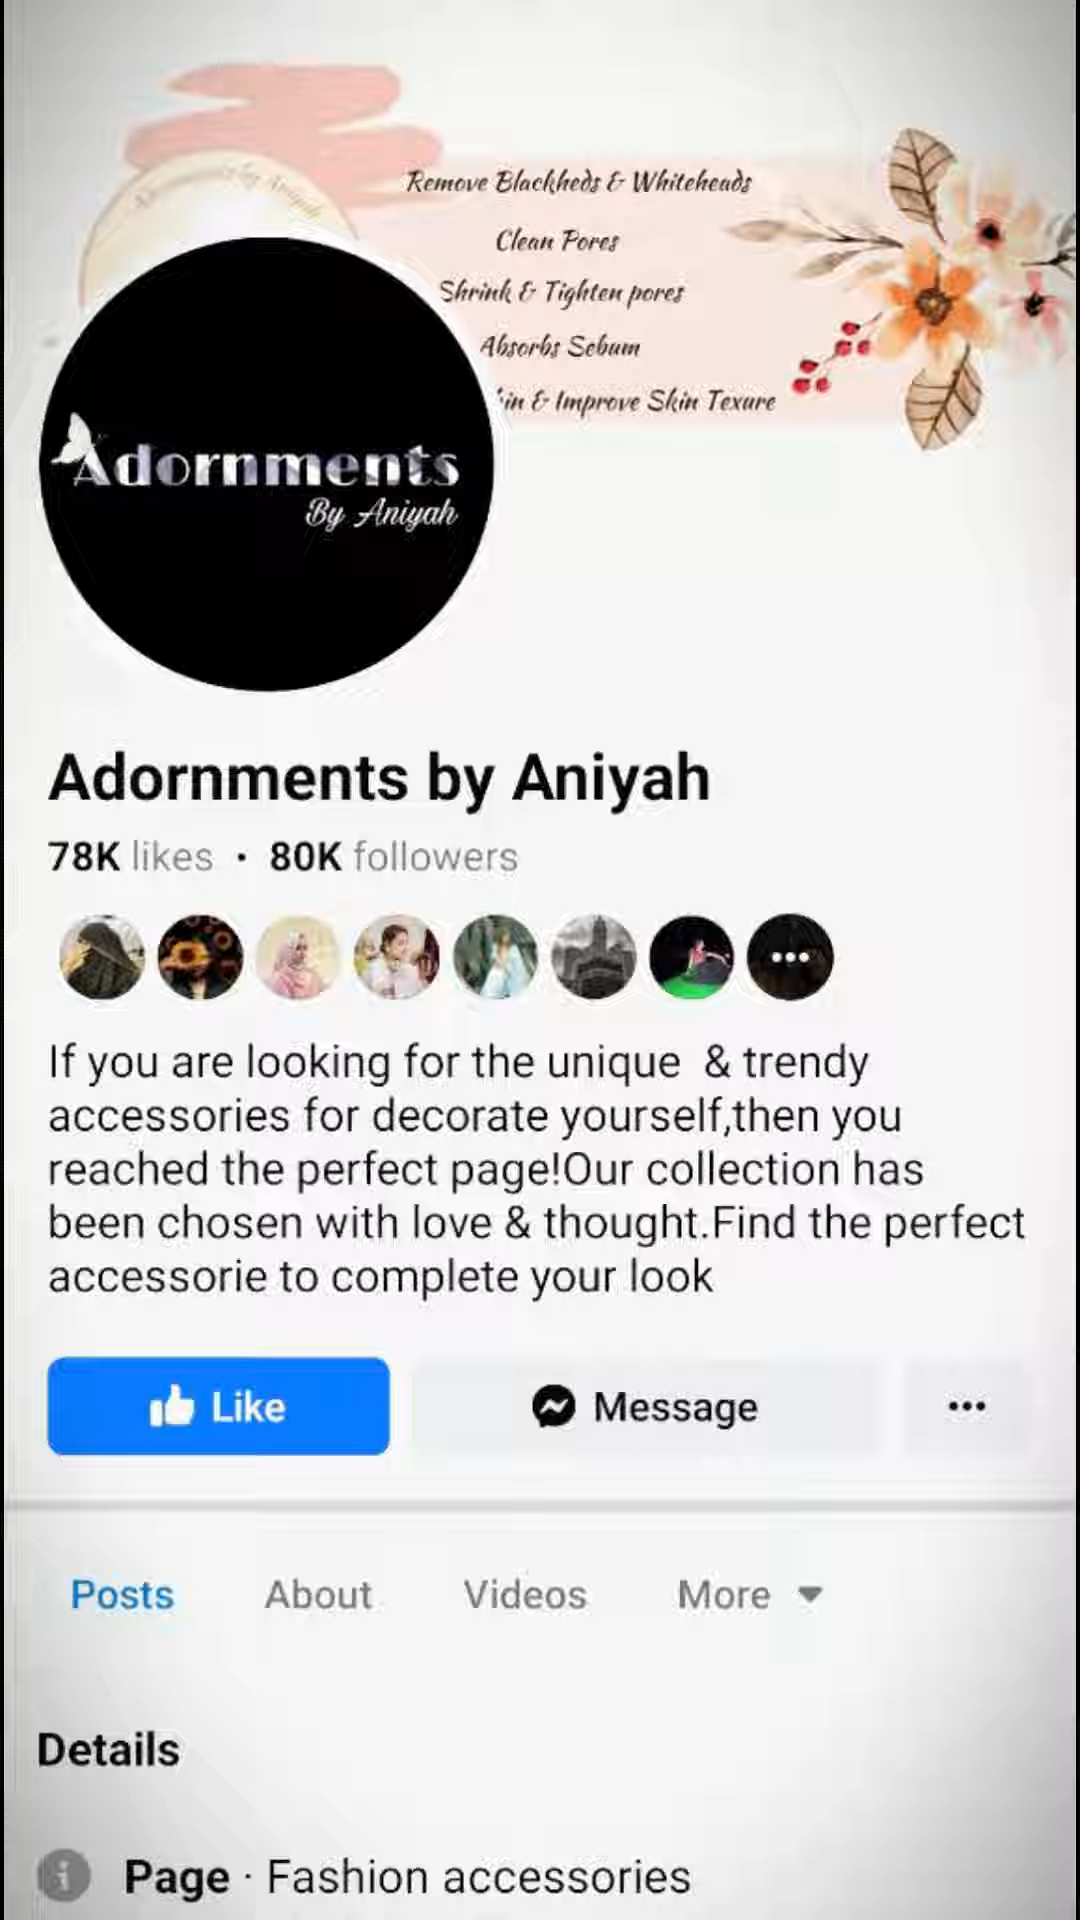 Remove Blackheds & Whiteheads
Clean Pores
Shrink & Tighten pores
Absorbs Sebum
& Improve Skin Texure
Adornments
By Aniyah
Adornments by Aniyah
78K likes • 80K followers
If you are looking for the unique & trendy
accessories for decorate yourself,then you
reached the perfect page!Our collection has
been chosen with love & thought.Find the perfect
accessorie to complete your look
Like
Message
Posts
About
Videos
More
Details
Page · Fashion accessories